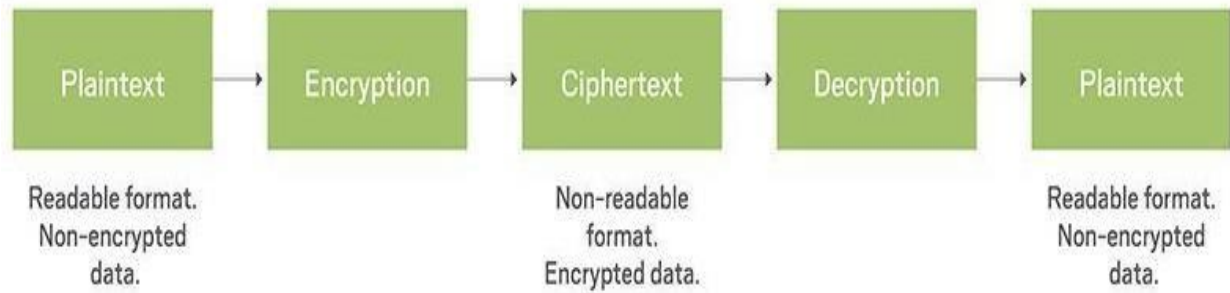 Plaintext
Encryption
Ciphertext
Decryption
Plaintext
Readable format.
Non-encrypted
data.
Non-readable
format.
Encrypted data.
Readable format.
Non-encrypted
data.